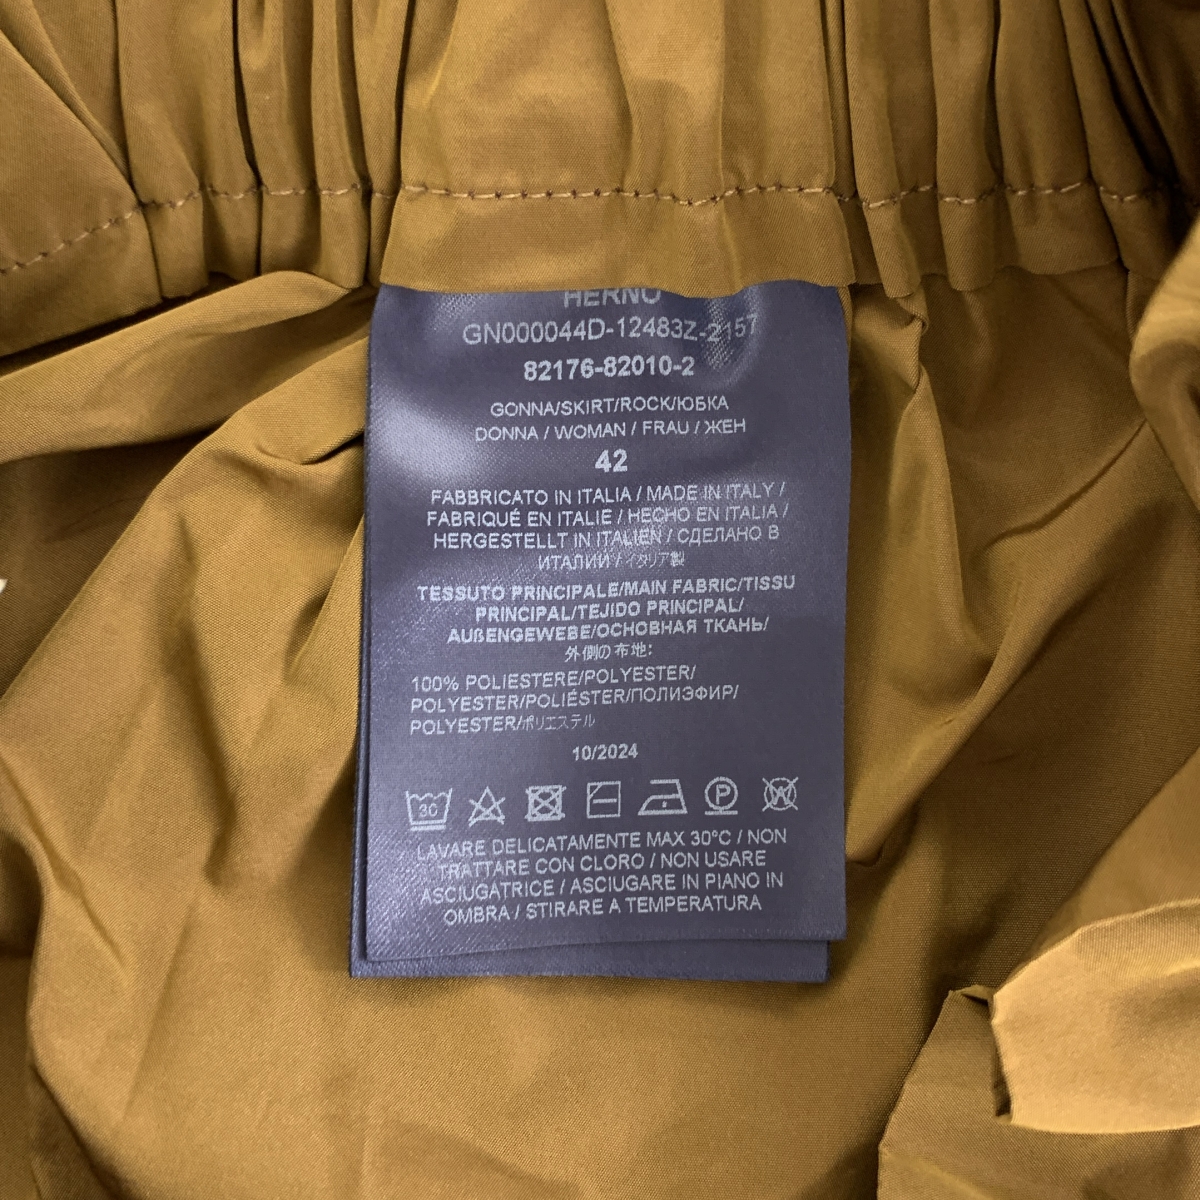 HERNO
GN000044D-12483Z-2157
82176-82010-2
GONNA/SKIRT/ROCK/ЮБКА
DONNA / WOMAN / FRAU / ЖЕН
42
FABBRICATO IN ITALIA / MADE IN ITALY /
FABRIQUÉ EN ITALIE / HECHO EN ITALIA /
HERGESTELLT IN ITALIEN / СДЕЛАНО В
ИТАЛИИ / イタリア製
TESSUTO PRINCIPALE/MAIN FABRIC/TISSU
PRINCIPAL/TEJIDO PRINCIPAL/
AUßENGEWEBE/ОСНОВНАЯ ТКАНЬ/
外側の布地:
100% POLIESTERE/POLYESTER/
POLYESTER/POLIÉSTER/ПОЛИЭФИР/
POLYESTER/ポリエステル
10/2024
30 P W
LAVARE DELICATAMENTE MAX 30°C / NON
TRATTARE CON CLORO / NON USARE
ASCIUGATRICE / ASCIUGARE IN PIANO IN
OMBRA / STIRARE A TEMPERATURA